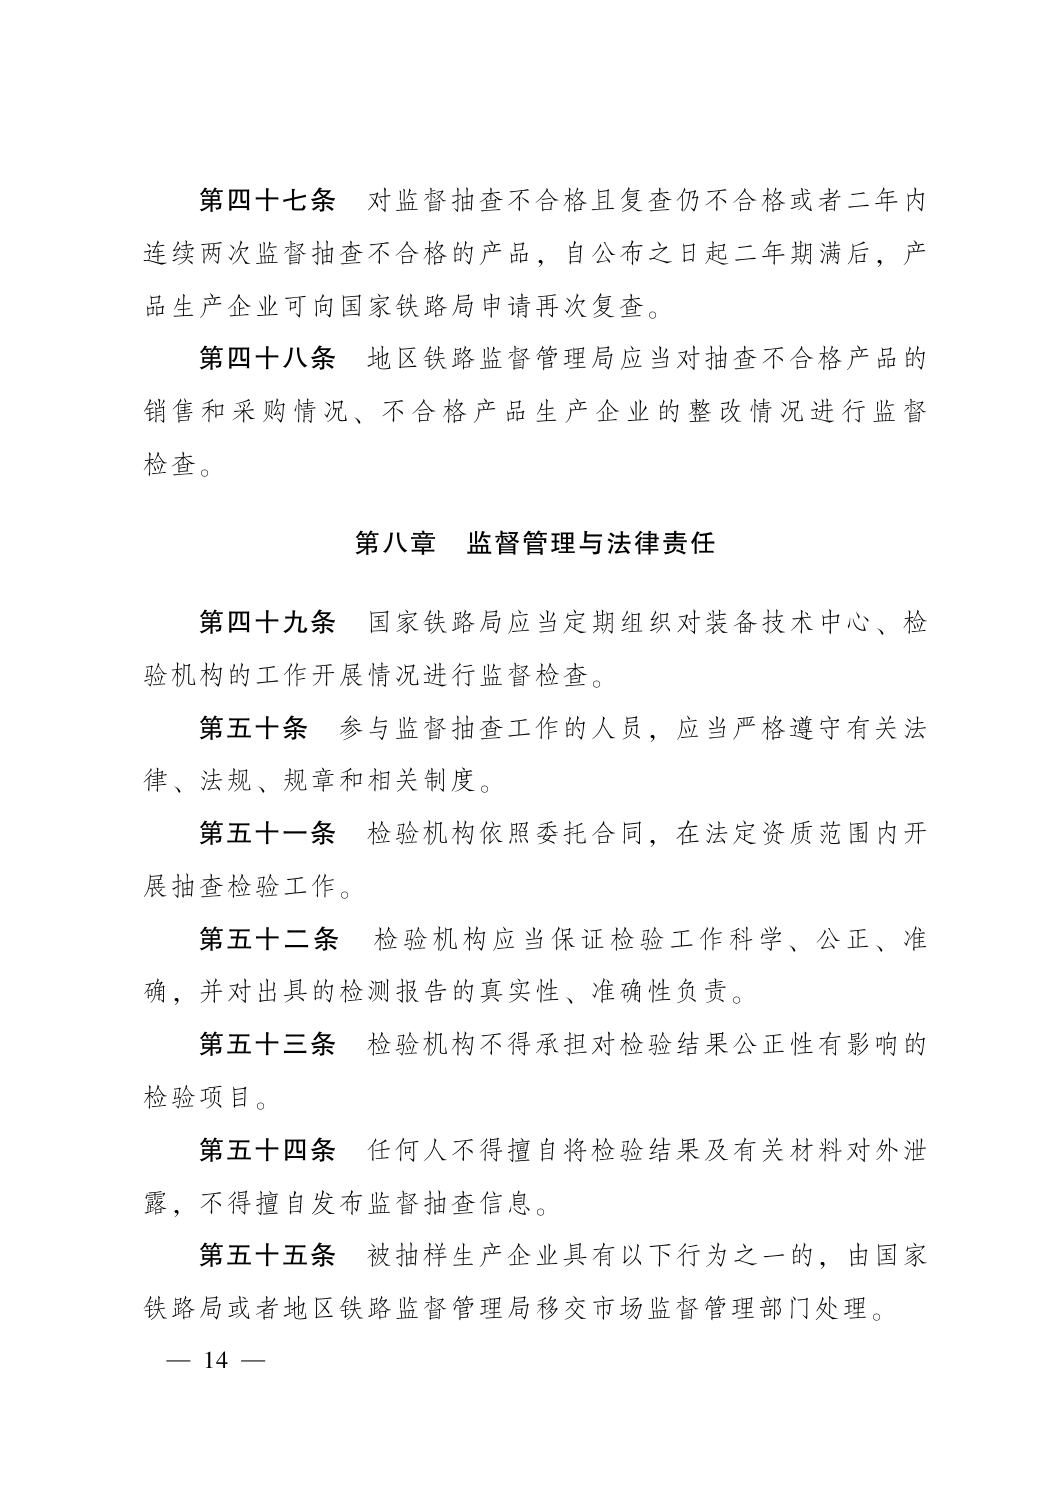 第四十七条　对监督抽查不合格且复查仍不合格或者二年内
连续两次监督抽查不合格的产品，自公布之日起二年期满后，产
品生产企业可向国家铁路局申请再次复查。
第四十八条　地区铁路监督管理局应当对抽查不合格产品的
销售和采购情况、不合格产品生产企业的整改情况进行监督
检查。
第八章　监督管理与法律责任
第四十九条　国家铁路局应当定期组织对装备技术中心、检
验机构的工作开展情况进行监督检查。
第五十条　参与监督抽查工作的人员，应当严格遵守有关法
律、法规、规章和相关制度。
第五十一条　检验机构依照委托合同，在法定资质范围内开
展抽查检验工作。
第五十二条　检验机构应当保证检验工作科学、公正、准
确，并对出具的检测报告的真实性、准确性负责。
第五十三条　检验机构不得承担对检验结果公正性有影响的
检验项目。
第五十四条　任何人不得擅自将检验结果及有关材料对外泄
露，不得擅自发布监督抽查信息。
第五十五条　被抽样生产企业具有以下行为之一的，由国家
铁路局或者地区铁路监督管理局移交市场监督管理部门处理。
— 14 —